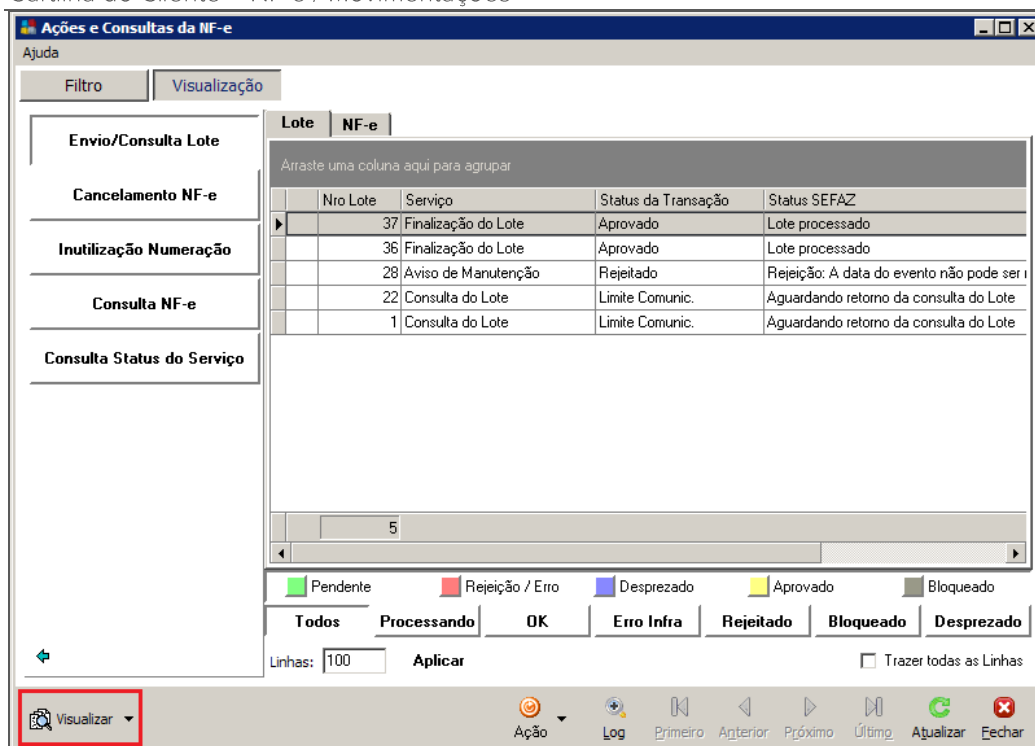 Cartilha do Cliente – NF-e / Movimentações
Ações e Consultas da NF-e
Ajuda
Filtro Visualização
Lote NF-e
Envio/Consulta Lote
Cancelamento NF-e
Inutilização Numeração
Consulta NF-e
Consulta Status do Serviço
Arraste uma coluna aqui para agrupar
Nro Lote Serviço Status da Transação Status SEFAZ
37 Finalização do Lote Aprovado Lote processado
36 Finalização do Lote Aprovado Lote processado
28 Aviso de Manutenção Rejeitado Rejeição: A data do evento não pode ser
22 Consulta do Lote Limite Comunic. Aguardando retorno da consulta do Lote
1 Consulta do Lote Limite Comunic. Aguardando retorno da consulta do Lote
5
Pendente Rejeição / Erro Desprezado Aprovado Bloqueado
Todos Processando OK Erro Infra Rejeitado Bloqueado Desprezado
Linhas: 100 Aplicar Trazer todas as Linhas
Visualizar Ação Log Primeiro Anterior Próximo Último Atualizar Fechar